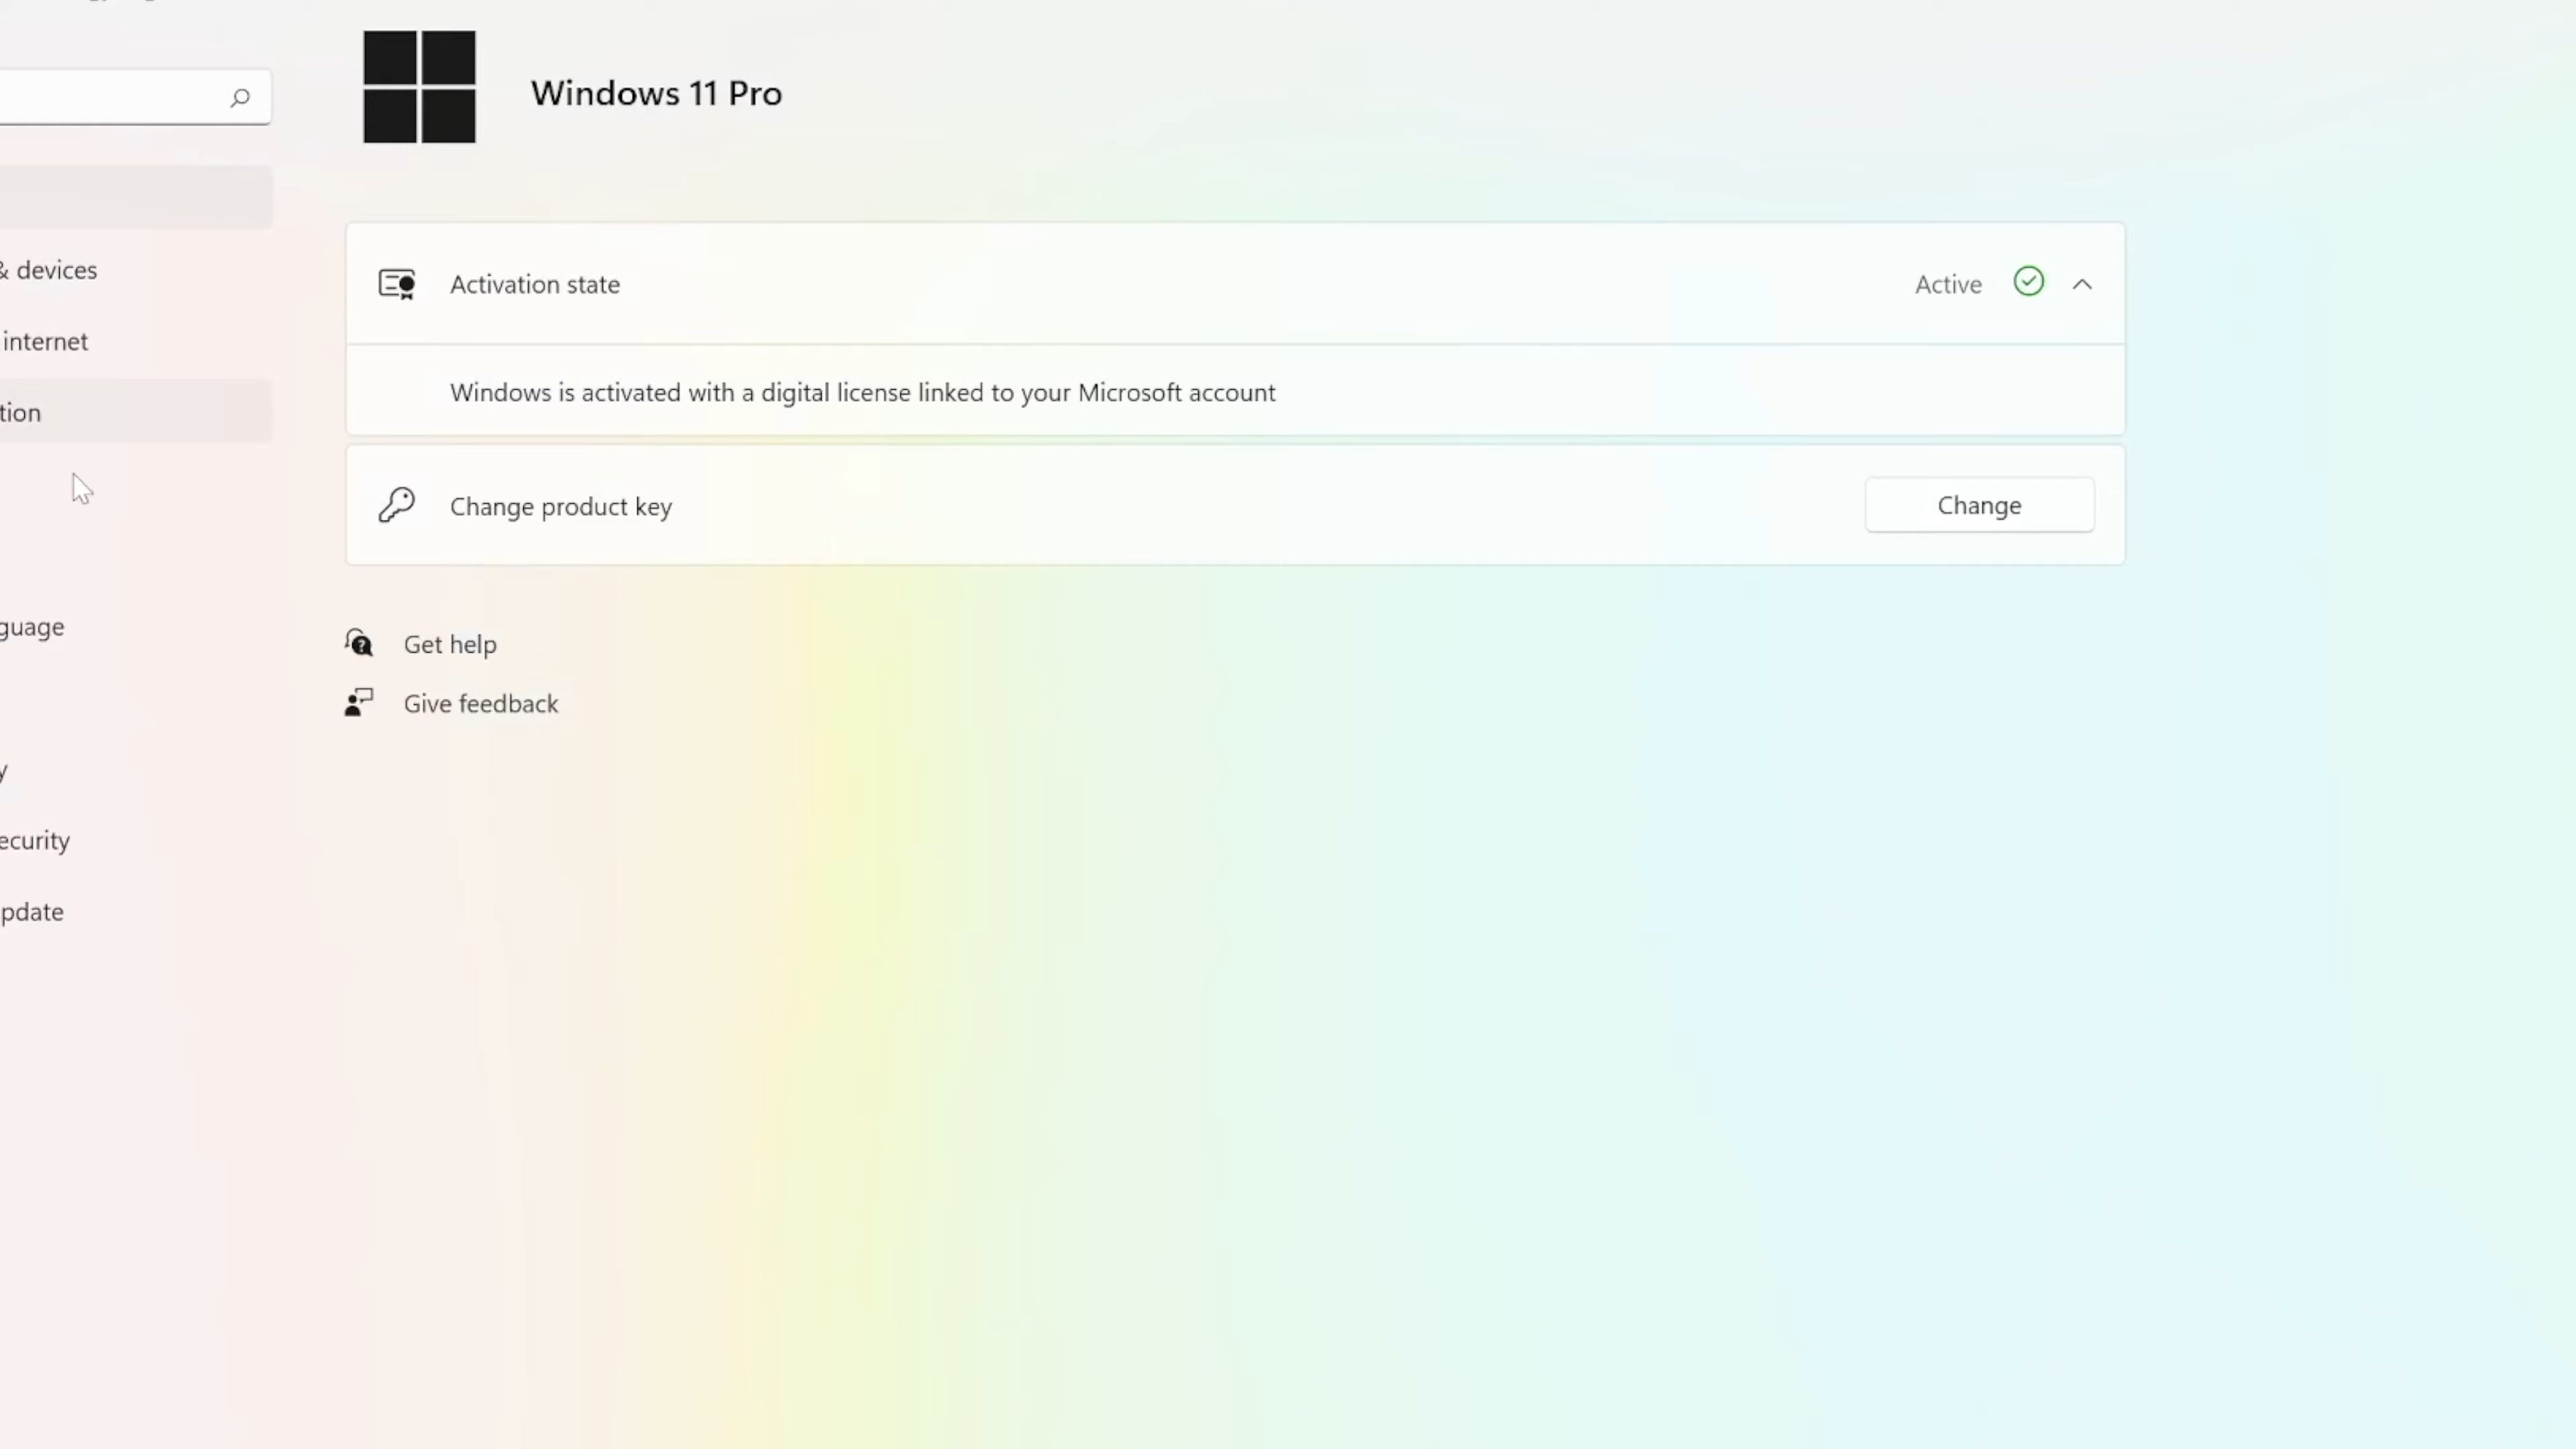 Windows 11 Pro
& devices
internet
tion
guage
y
ecurity
pdate
Activation state
Active
Windows is activated with a digital license linked to your Microsoft account
Change product key
Change
Get help
Give feedback